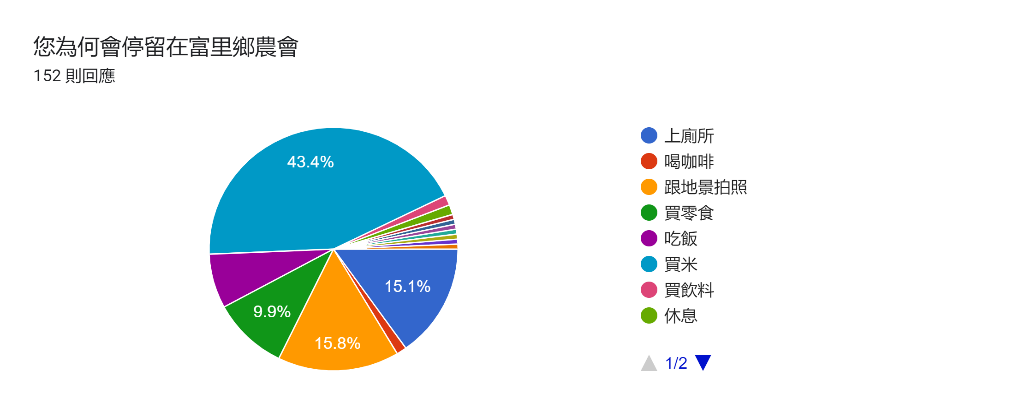 您為何會停留在富里鄉農會
152 則回應
43.4%
15.1%
9.9%
15.8%
上廁所
喝咖啡
跟地景拍照
買零食
吃飯
買米
買飲料
休息
1/2